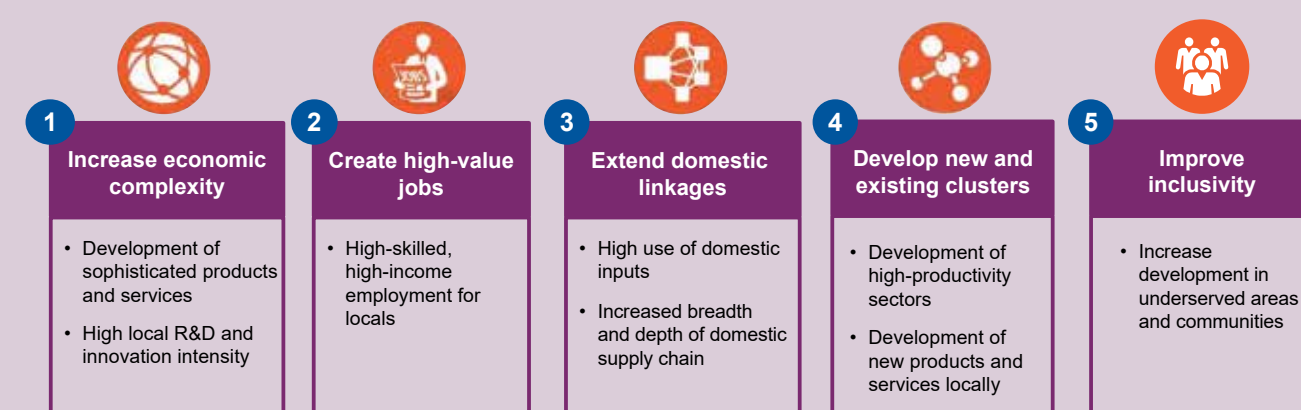 1
Increase economic
complexity
• Development of
sophisticated products
and services
• High local R&D and
innovation intensity
2
Create high-value
jobs
• High-skilled,
high-income
employment for
locals
3
Extend domestic
linkages
• High use of domestic
inputs
• Increased breadth
and depth of domestic
supply chain
4
Develop new and
existing clusters
• Development of
high-productivity
sectors
• Development of
new products and
services locally
5
Improve
inclusivity
• Increase
development in
underserved areas
and communities